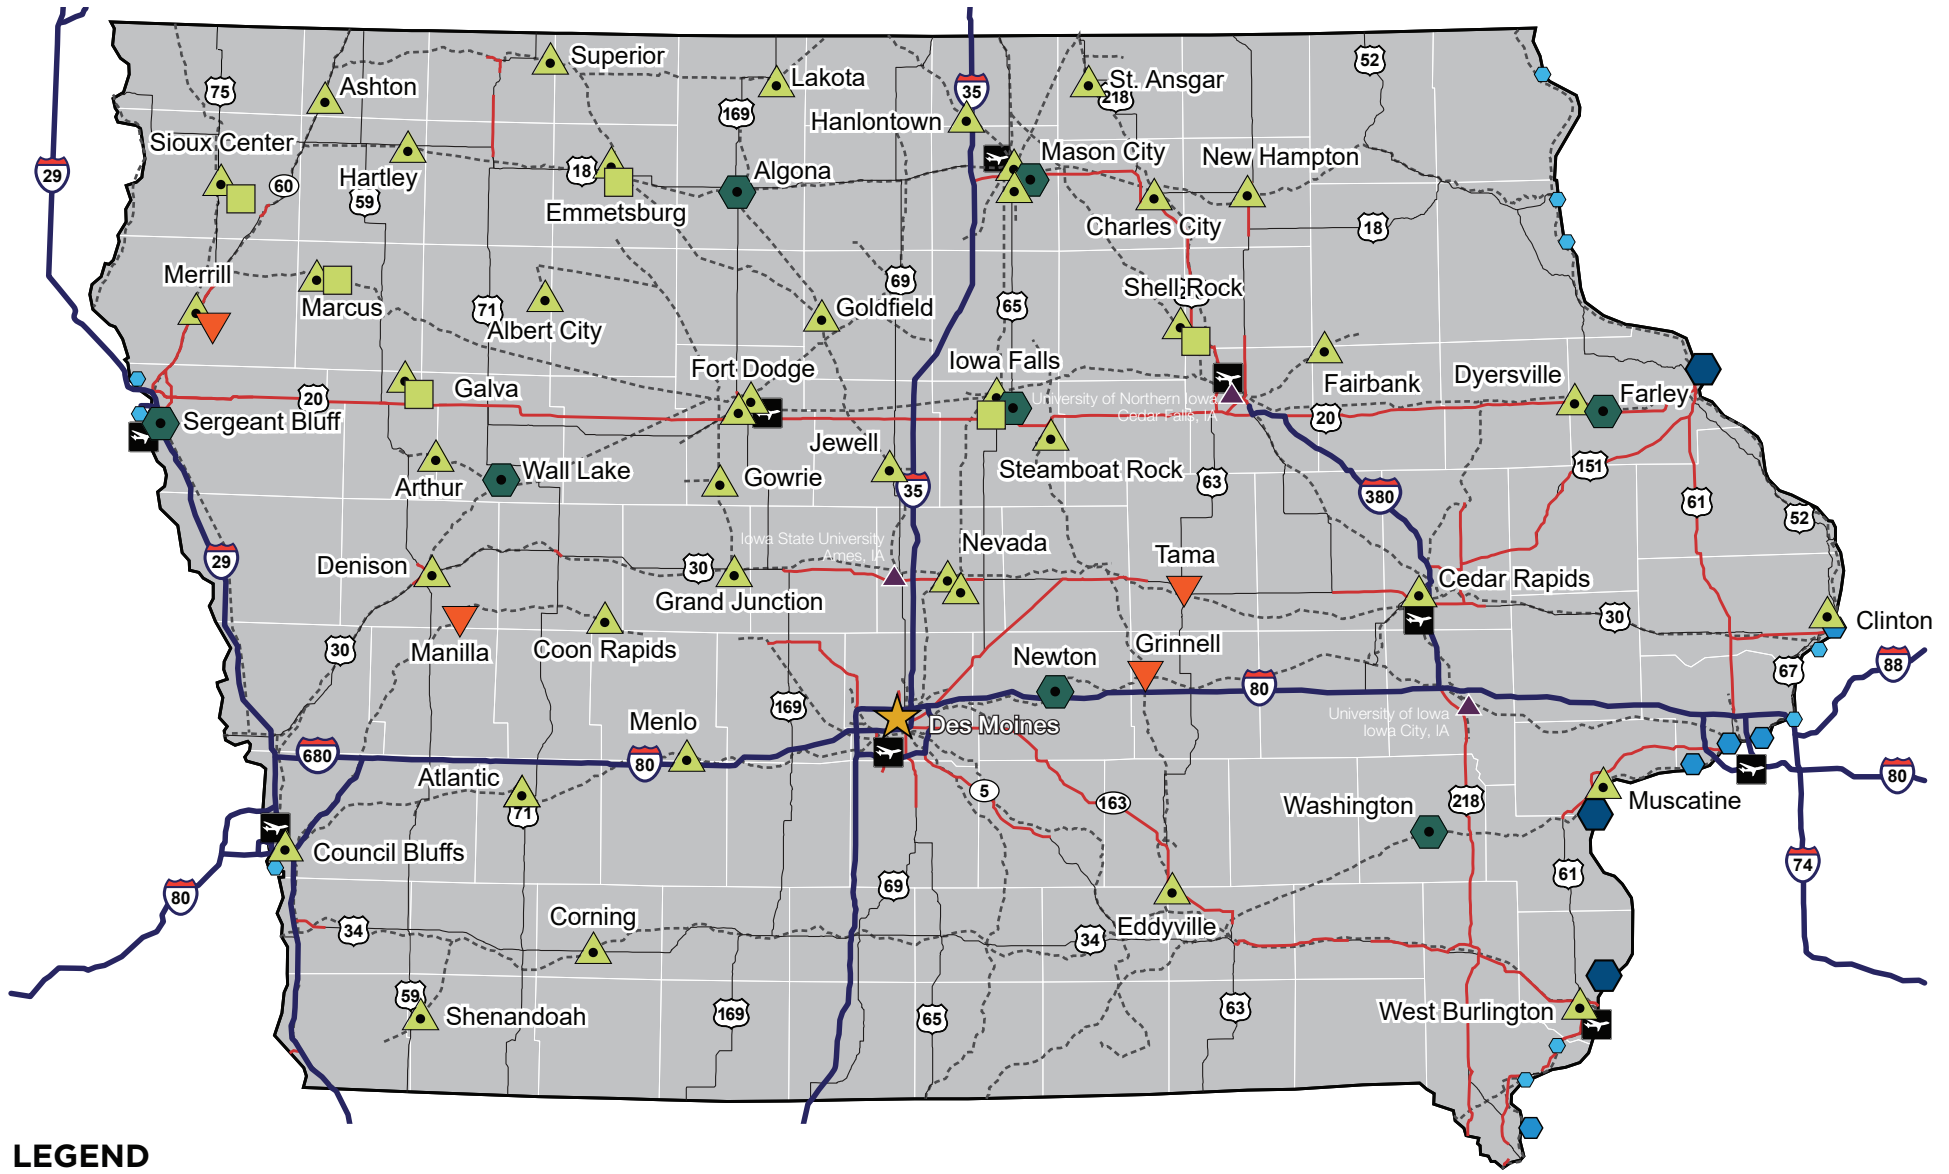 Superior
Ashton
Lakota
St. Ansgar
52
75
35
218
169
Hanlontown
Sioux Center
Mason City
New Hampton
29
60
Hartley
18
Algona
59
Emmetsburg
Charles City
18
Merrill
69
Marcus
71
Albert City
Goldfield
65
Shell Rock
Iowa Falls
Fort Dodge
Galva
20
Dyersville
Fairbank
Farley
University of Northern Iowa
Cedar Falls, IA
20
Sergeant Bluff
Jewell
Steamboat Rock
Arthur
Wall Lake
Gowrie
35
63
380
151
61
52
Iowa State University
Ames, IA
Nevada
Tama
29
Denison
30
Cedar Rapids
Grand Junction
30
Clinton
30
Manilla
Coon Rapids
Newton
Grinnell
88
67
80
169
Menlo
University of Iowa
Iowa City, IA
Des Moines
680
80
Atlantic
80
5
163
71
Washington
218
Muscatine
Council Bluffs
74
61
80
69
Corning
34
34
Eddyville
59
Shenandoah
169
65
63
West Burlington
LEGEND